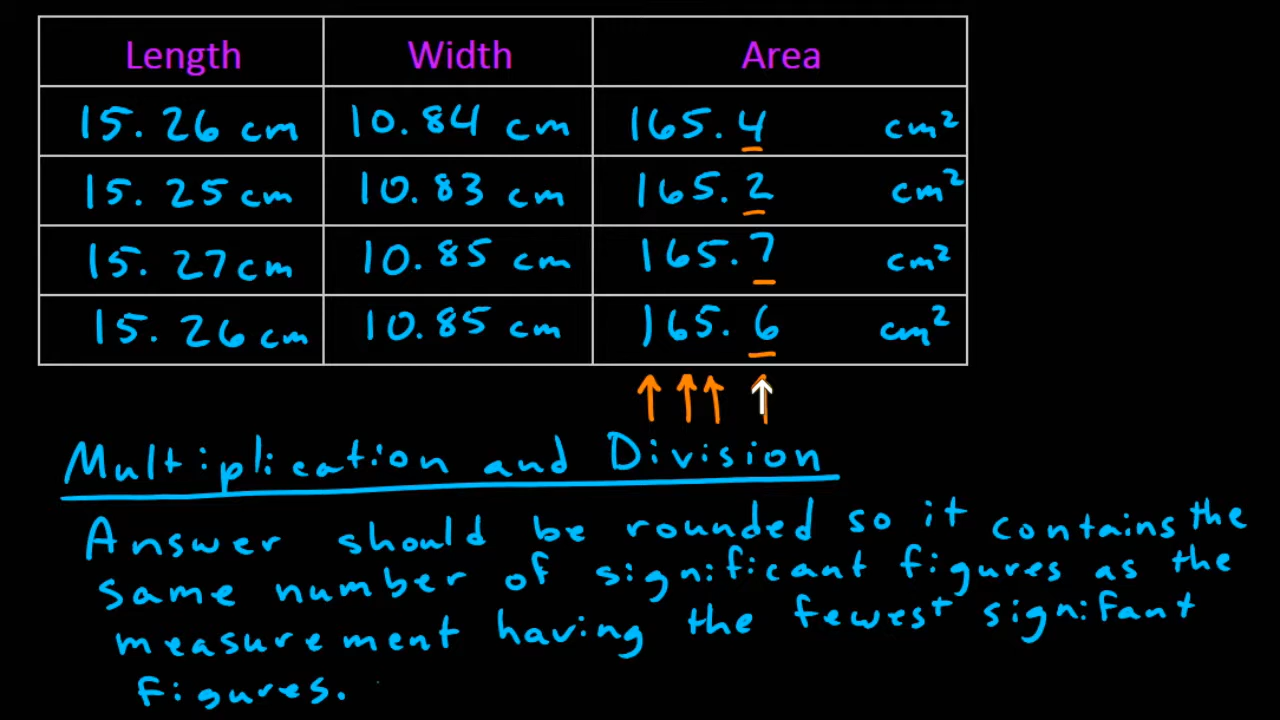 Length Width Area
15.26 cm 10.84 cm 165.4 cm²
15.25 cm 10.83 cm 165.2 cm²
15.27 cm 10.85 cm 165.7 cm²
15.26 cm 10.85 cm 165.6 cm²
Multiplication and Division
Answer should be rounded so it contains the
same number of significant figures as the
measurement having the fewest signifant
figures.